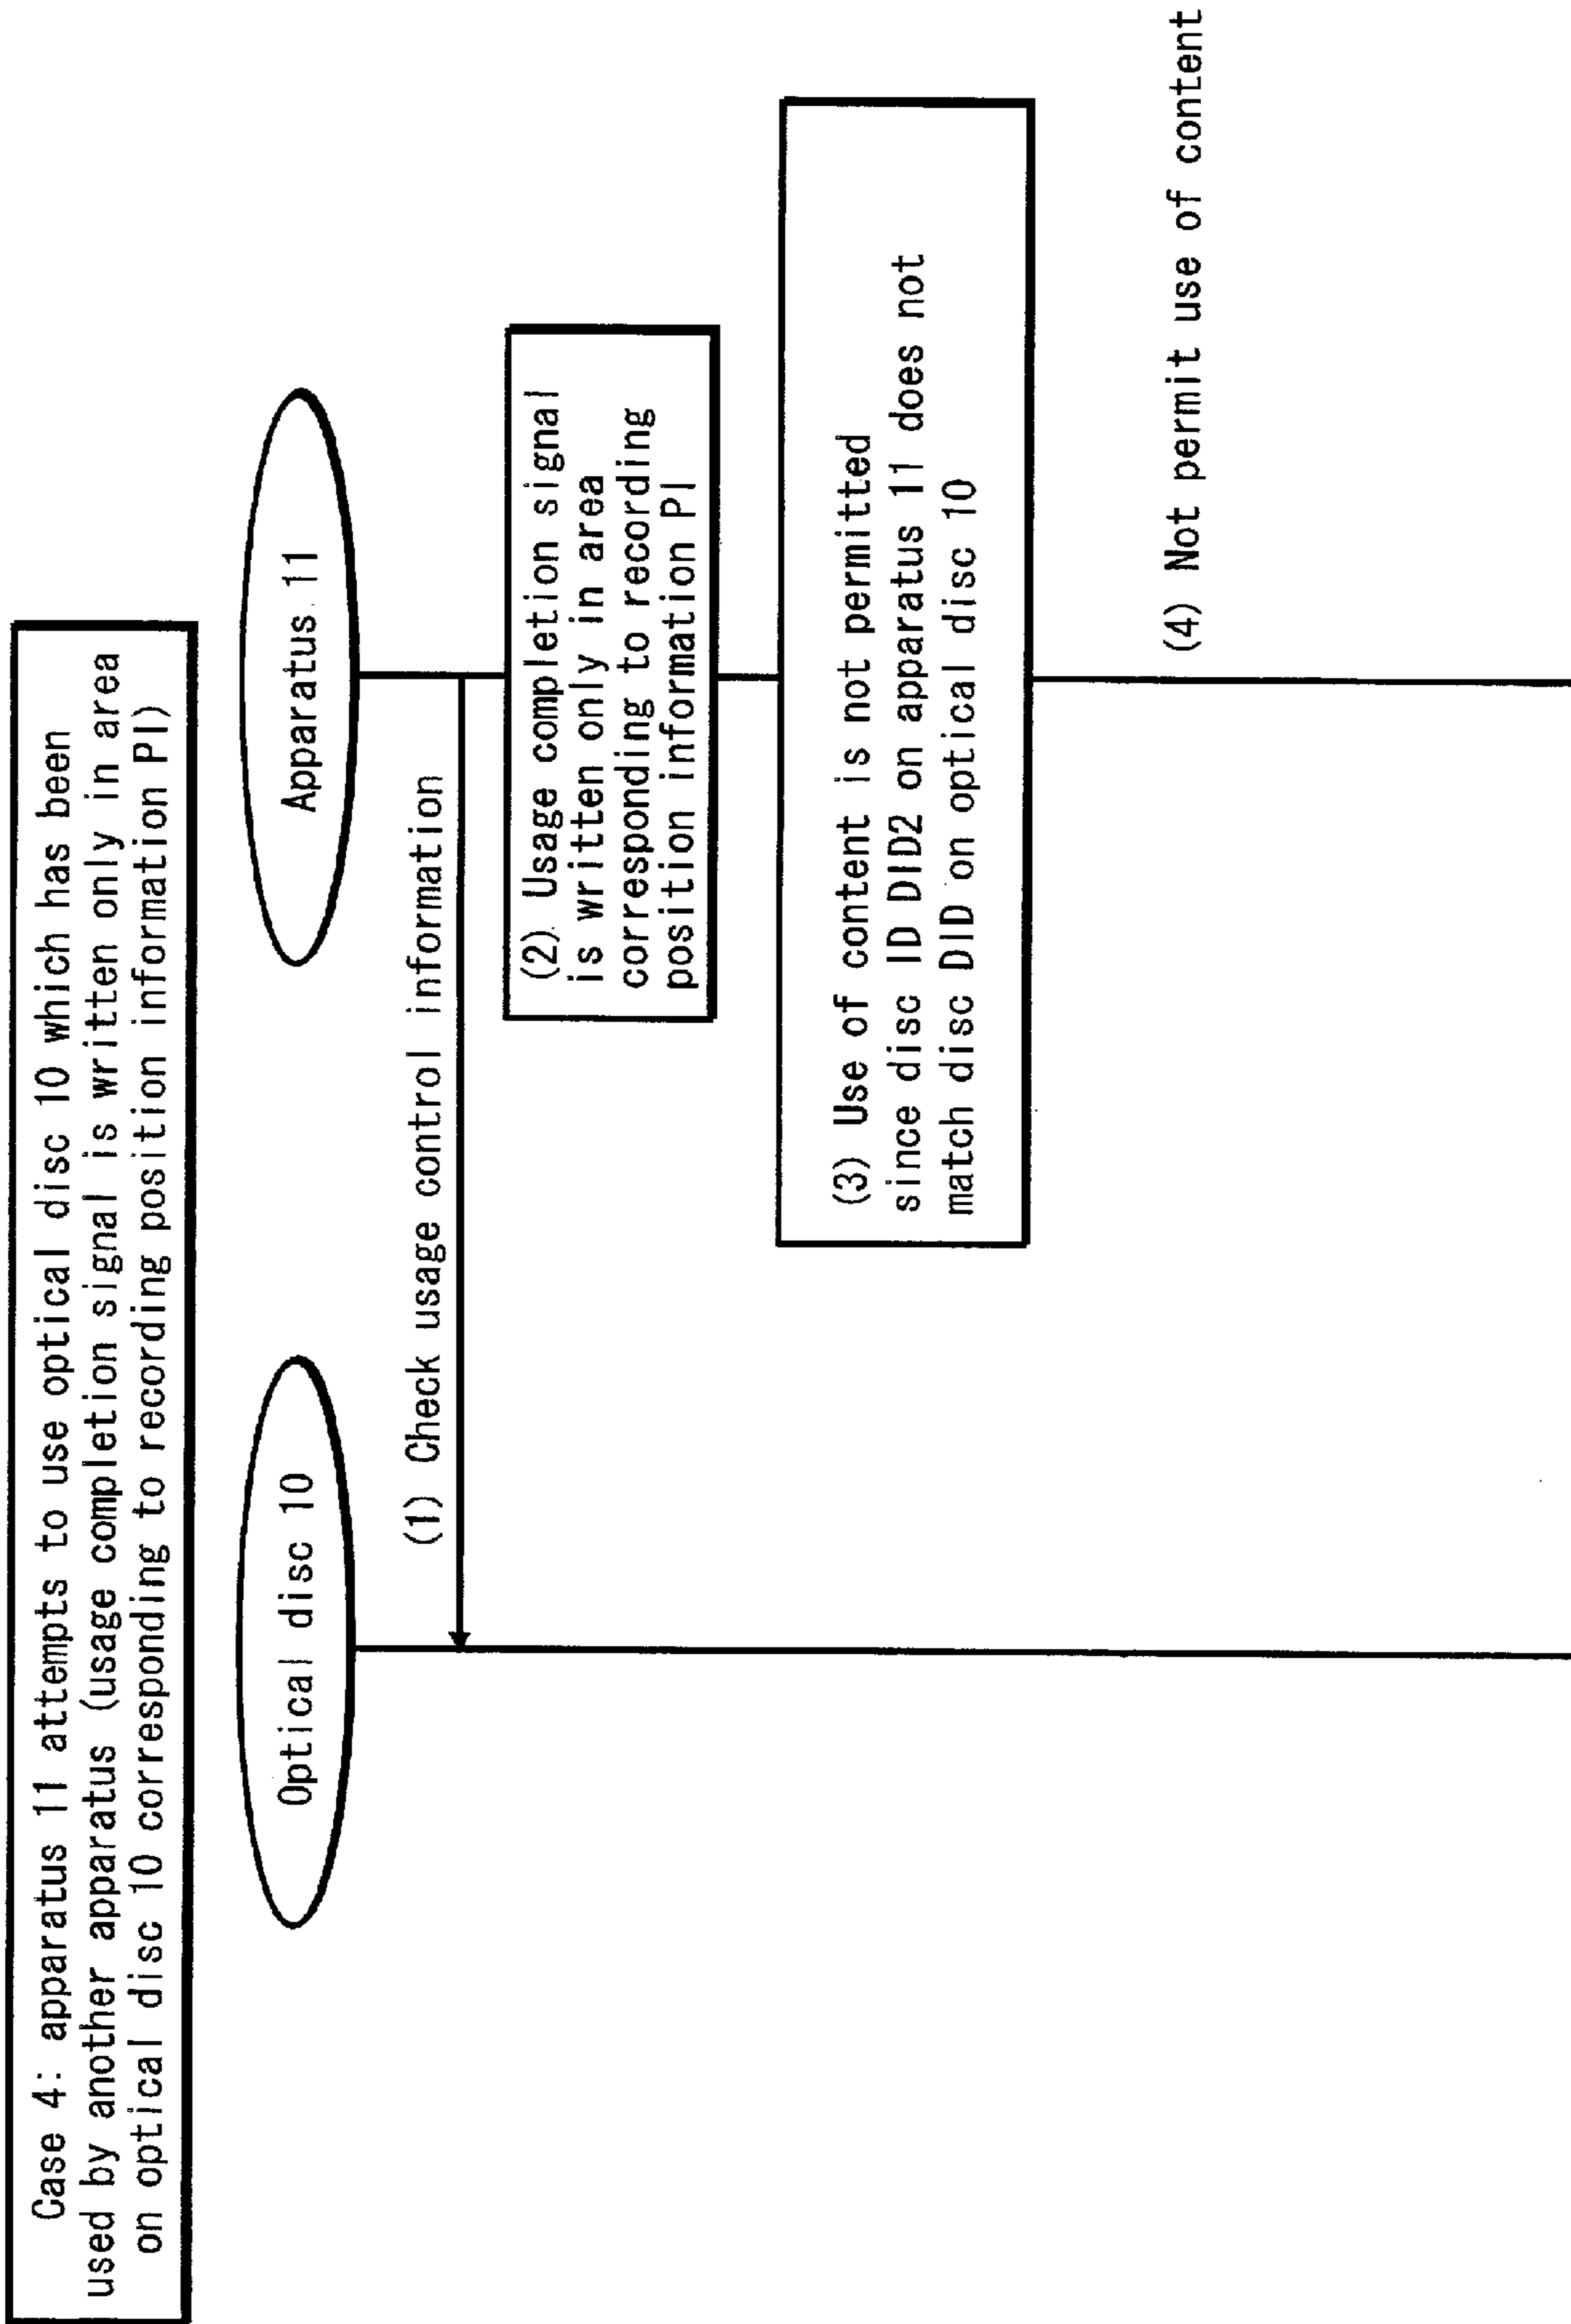 Case 4: apparatus 11 attempts to use optical disc 10 which has been
used by another apparatus (usage completion signal is written only in area
on optical disc 10 corresponding to recording position information PI)
Optical disc 10
Apparatus 11
(1) Check usage control information
(2) Usage completion signal
is written only in area
corresponding to recording
position information PI
(3) Use of content is not permitted
since disc ID DID2 on apparatus 11 does not
match disc DID on optical disc 10
(4) Not permit use of content